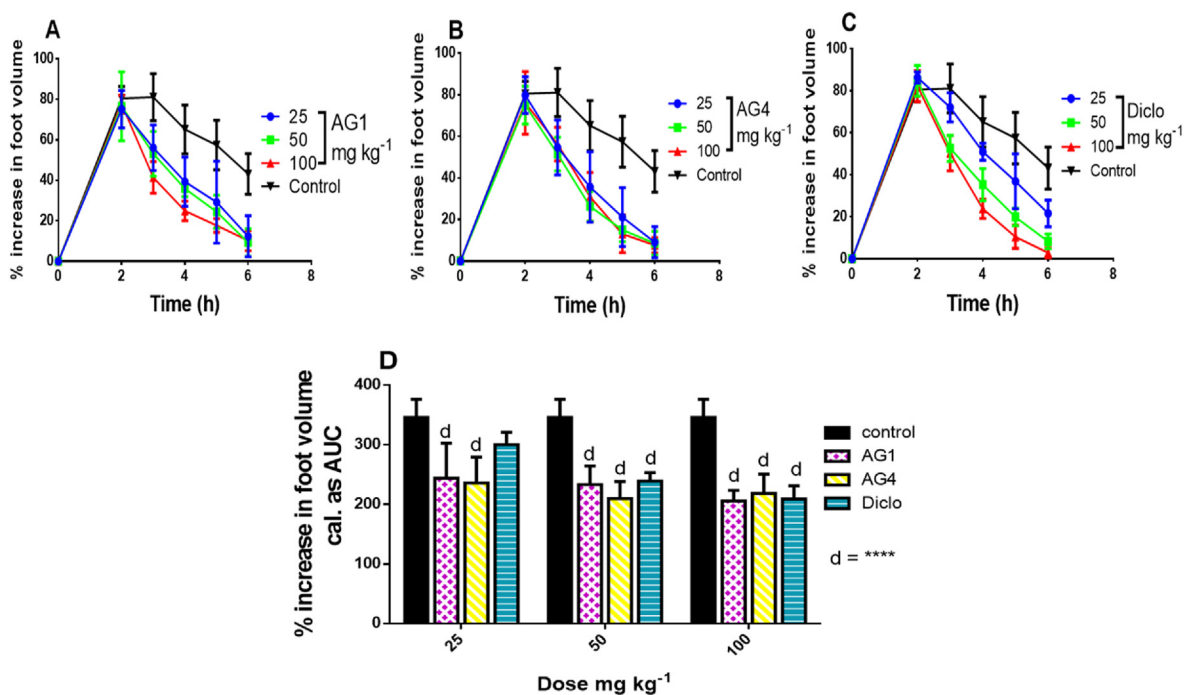 A
% increase in foot volume
100
80
60
40
20
0
0 2 4 6 8
Time (h)
25
50
100
AG1
mg kg-1
Control
B
% increase in foot volume
100
80
60
40
20
0
0 2 4 6 8
Time (h)
25
50
100
AG4
mg kg-1
Control
C
% increase in foot volume
100
80
60
40
20
0
0 2 4 6 8
Time (h)
25
50
100
Diclo
mg kg-1
Control
D
% increase in foot volume
cal. as AUC
400
300
200
100
0
d d
d d d
d d d
25 50 100
Dose mg kg-1
control
AG1
AG4
Diclo
d = ****